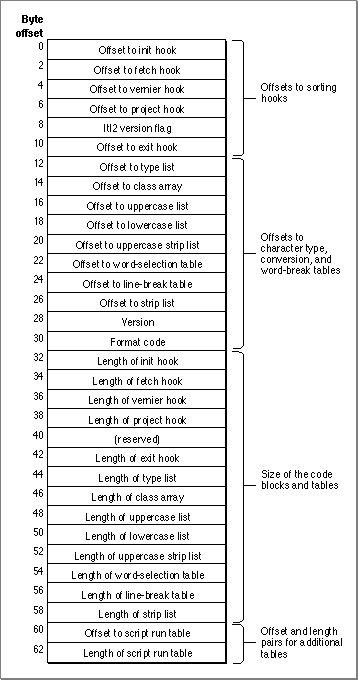 Byte
offset
0 Offset to init hook
2 Offset to fetch hook
4 Offset to vernier hook
6 Offset to project hook
8 Itl2 version flag
10 Offset to exit hook
Offsets to sorting
hooks
12 Offset to type list
14 Offset to class array
16 Offset to uppercase list
18 Offset to lowercase list
20 Offset to uppercase strip list
22 Offset to word-selection table
24 Offset to line-break table
26 Offset to strip list
28 Version
30 Format code
Offsets to
character type,
conversion, and
word-break tables
32 Length of init hook
34 Length of fetch hook
36 Length of vernier hook
38 Length of project hook
40 (reserved)
42 Length of exit hook
44 Length of type list
46 Length of class array
48 Length of uppercase list
50 Length of lowercase list
52 Length of uppercase strip list
54 Length of word-selection table
56 Length of line-break table
58 Length of strip list
Size of the code
blocks and tables
60 Offset to script run table
62 Length of script run table
Offset and length
pairs for additional
tables